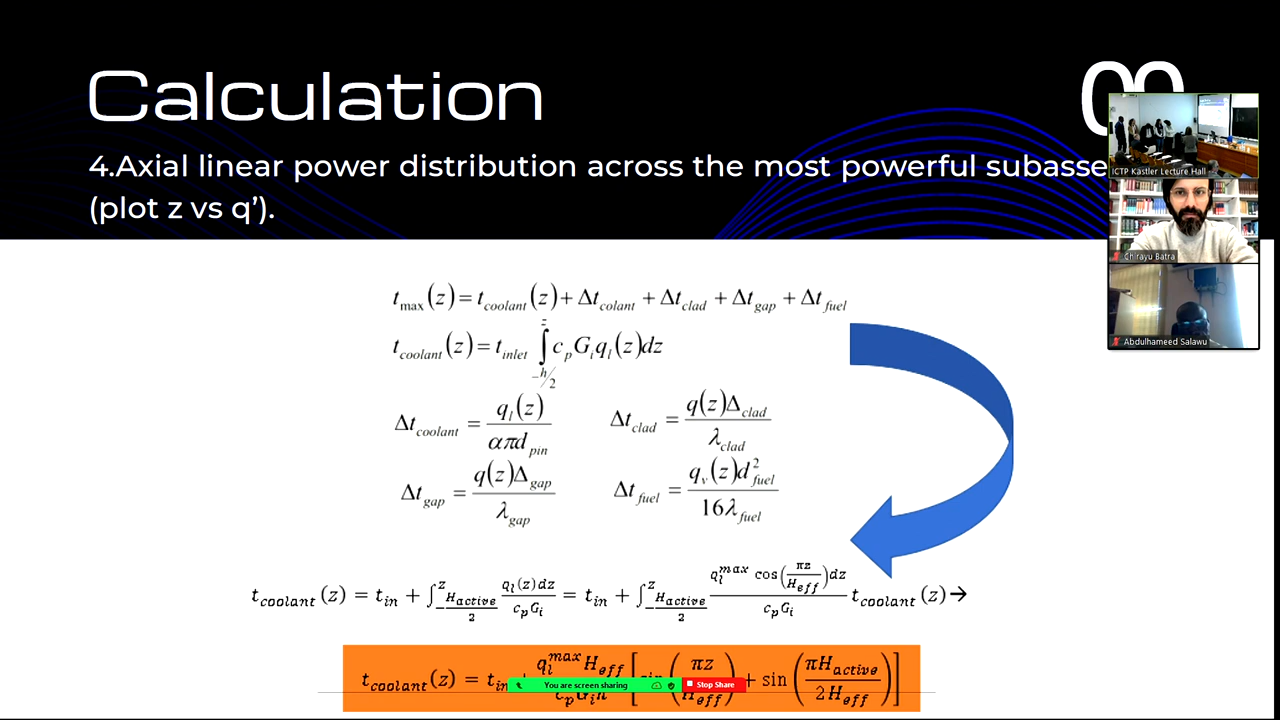 Calculation
4.Axial linear power distribution across the most powerful subasse
(plot z vs q’).
ICTP Kastler Lecture Hall
Chirayu Batra
Abdulhameed Salawu
t_max(z) = t_coolant(z) + Δt_colant + Δt_clad + Δt_gap + Δt_fuel
t_coolant(z) = t_inlet ∫_{-h/2}^{z} c_p G_i q_l(z)dz
Δt_coolant = q_l(z) / απd_pin
Δt_clad = q(z)Δ_clad / λ_clad
Δt_gap = q(z)Δ_gap / λ_gap
Δt_fuel = q_v(z)d²_fuel / 16λ_fuel
t_coolant(z) = t_in + ∫_{-H_active/2}^{z} q_l(z)dz / c_p G_i = t_in + ∫_{-H_active/2}^{z} q_l^max cos(πz/H_eff)dz / c_p G_i t_coolant(z)→
t_coolant(z) = t_in + q_l^max H_eff / c_p G_i π [sin(πz/H_eff) + sin(πH_active/2H_eff)]
You are screen sharing
Stop Share